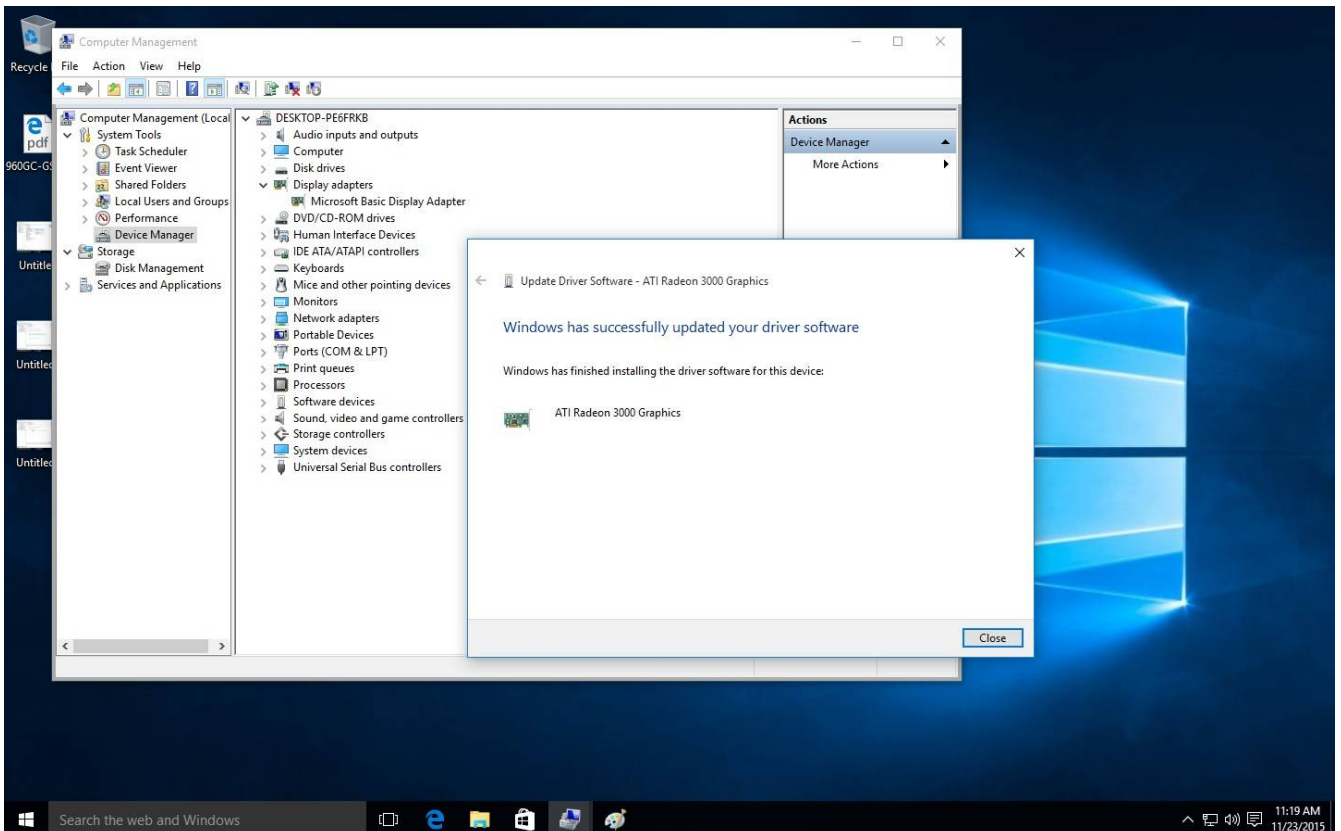 Recycle
pdf
960GC-GS
Untitle
Untitled
Untitled
Computer Management
File Action View Help
Computer Management (Local
System Tools
Task Scheduler
Event Viewer
Shared Folders
Local Users and Groups
Performance
Device Manager
Storage
Disk Management
Services and Applications
DESKTOP-PE6FRKB
Audio inputs and outputs
Computer
Disk drives
Display adapters
Microsoft Basic Display Adapter
DVD/CD-ROM drives
Human Interface Devices
IDE ATA/ATAPI controllers
Keyboards
Mice and other pointing devices
Monitors
Network adapters
Portable Devices
Ports (COM & LPT)
Print queues
Processors
Software devices
Sound, video and game controllers
Storage controllers
System devices
Universal Serial Bus controllers
Actions
Device Manager
More Actions
Update Driver Software - ATI Radeon 3000 Graphics
Windows has successfully updated your driver software
Windows has finished installing the driver software for this device:
ATI Radeon 3000 Graphics
Close
Search the web and Windows
11:19 AM
11/23/2015